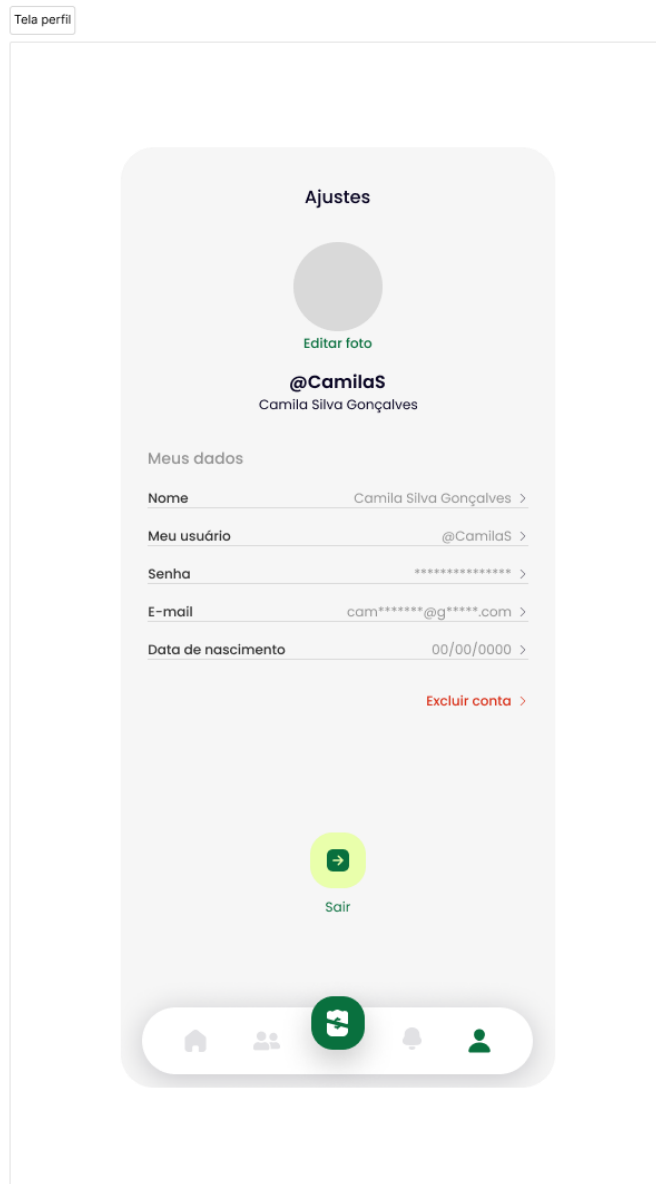 Tela perfil
Ajustes
Editar foto
@CamilaS
Camila Silva Gonçalves
Meus dados
Nome Camila Silva Gonçalves >
Meu usuário @CamilaS >
Senha *************** >
E-mail cam*******@g*****.com >
Data de nascimento 00/00/0000 >
Excluir conta >
Sair